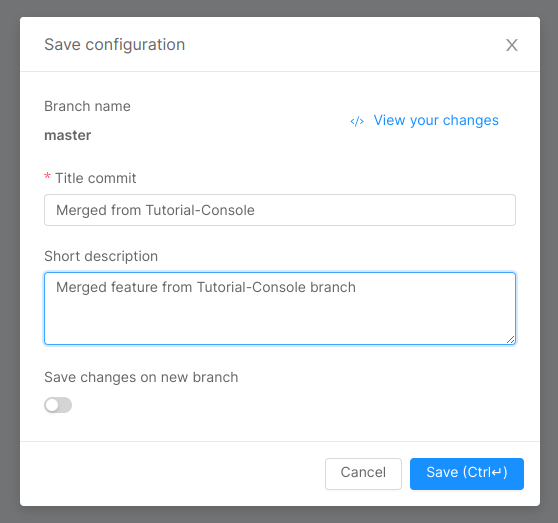 Save configuration
Branch name
master
</> View your changes
* Title commit
Merged from Tutorial-Console
Short description
Merged feature from Tutorial-Console branch
Save changes on new branch
Cancel
Save (Ctrl↵)